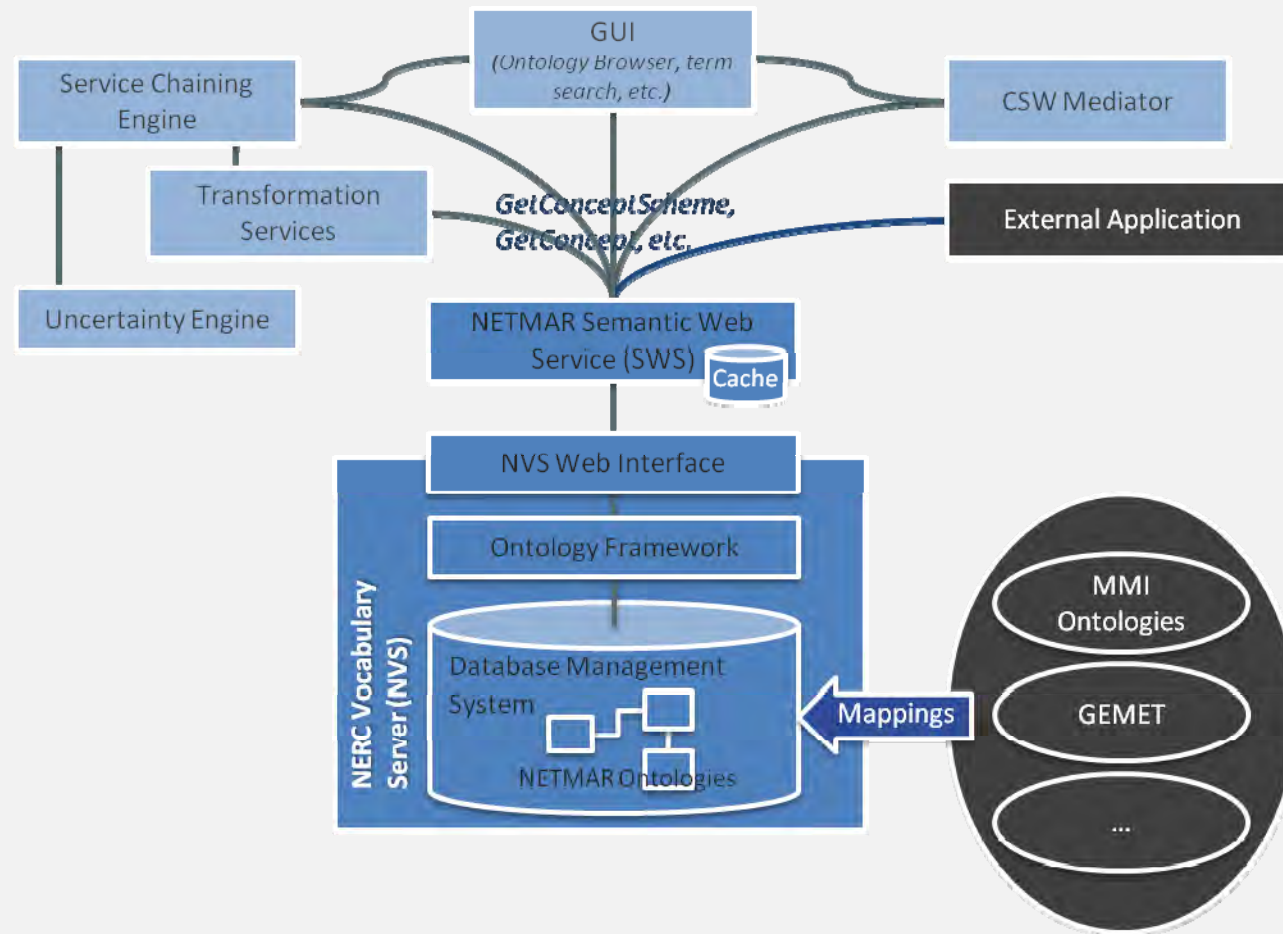 GUI
(Ontology Browser, term
search, etc.)
Service Chaining
Engine
CSW Mediator
Transformation
Services
GetConceptScheme,
GetConcept, etc.
External Application
Uncertainty Engine
NETMAR Semantic Web
Service (SWS)
Cache
NVS Web Interface
Ontology Framework
NERC Vocabulary
Server (NVS)
Database Management
System
NETMAR Ontologies
Mappings
MMI
Ontologies
GEMET
...